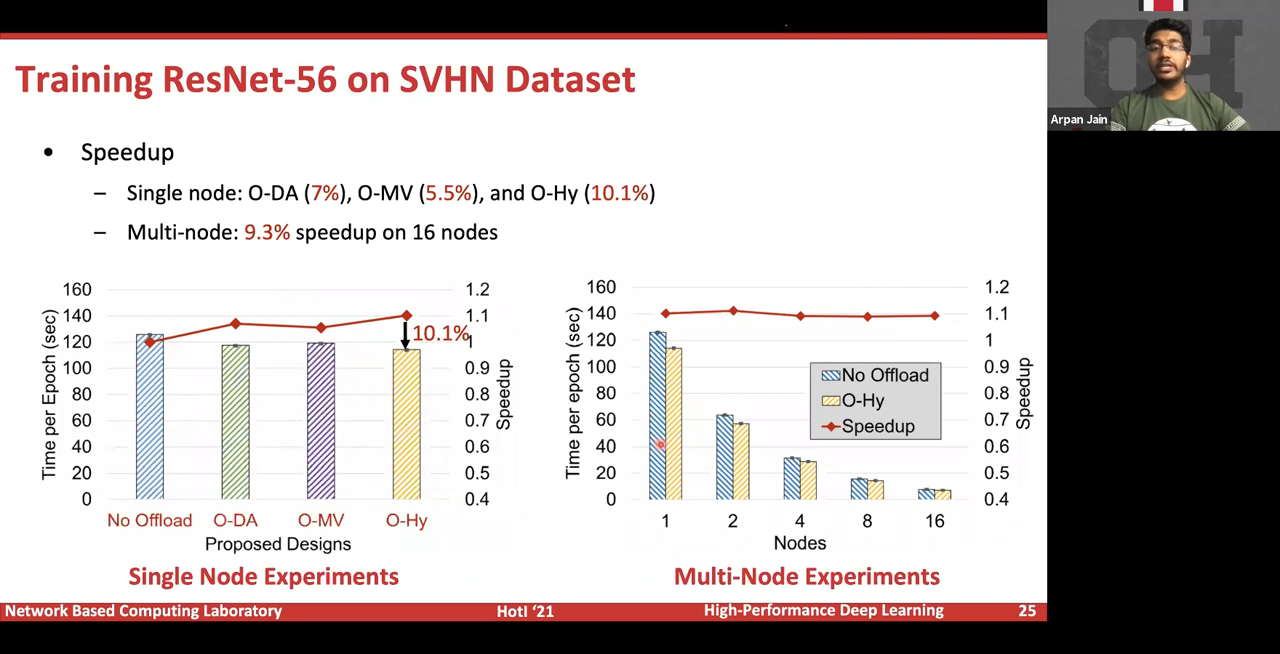 Training ResNet-56 on SVHN Dataset
Arpan Jain
• Speedup
– Single node: O-DA (7%), O-MV (5.5%), and O-Hy (10.1%)
– Multi-node: 9.3% speedup on 16 nodes
160
140
120
100
80
60
40
20
0
Time per Epoch (sec)
1.2
1.1
1
0.9
0.8
0.7
0.6
0.5
0.4
Speedup
10.1%
No Offload O-DA O-MV O-Hy
Proposed Designs
Single Node Experiments
160
140
120
100
80
60
40
20
0
Time per epoch (sec)
1.2
1.1
1
0.9
0.8
0.7
0.6
0.5
0.4
Speedup
No Offload
O-Hy
Speedup
1 2 4 8 16
Nodes
Multi-Node Experiments
Network Based Computing Laboratory HotI ‘21 High-Performance Deep Learning 25